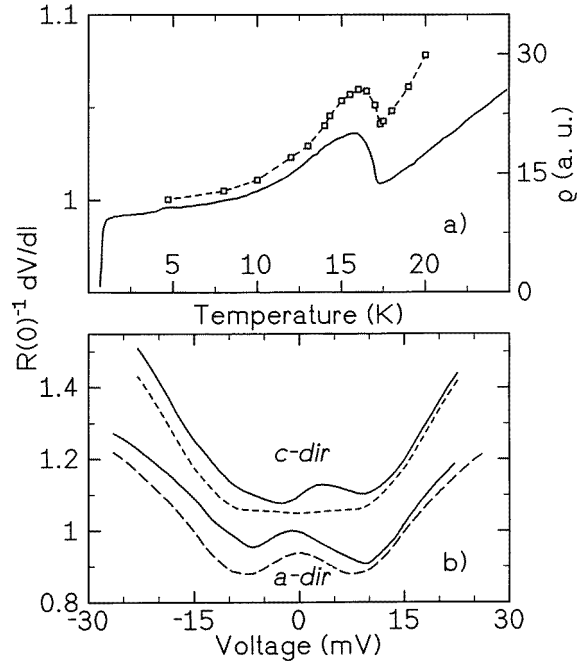 1.1
1
R(0)⁻¹ dV/dI
30
15
0
ϱ (a. u.)
a)
5 10 15 20
Temperature (K)
1.4
1.2
1
0.8
c-dir
a-dir
b)
-30 -15 0 15 30
Voltage (mV)